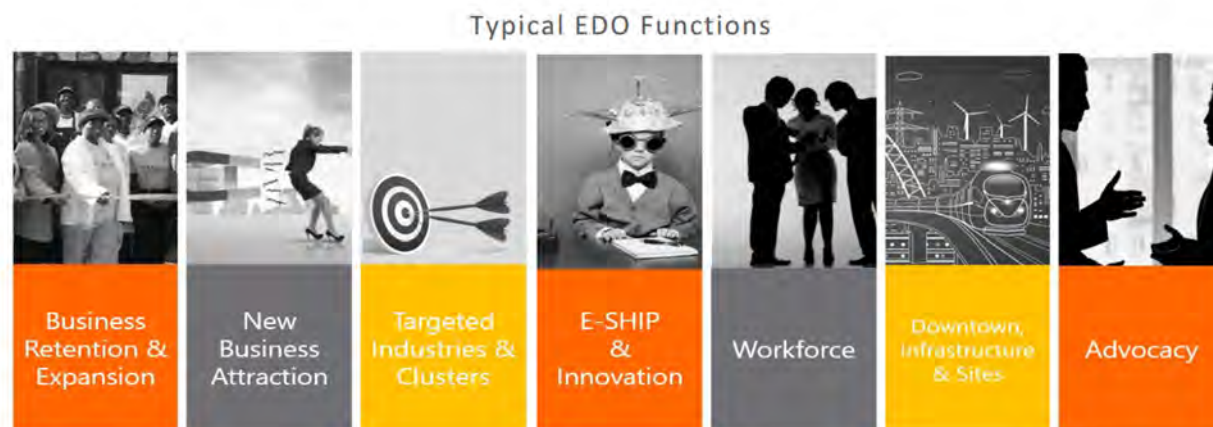 Typical EDO Functions
Business
Retention &
Expansion
New
Business
Attraction
Targeted
Industries &
Clusters
E-SHIP
&
Innovation
Workforce
Downtown,
Infrastructure
& Sites
Advocacy